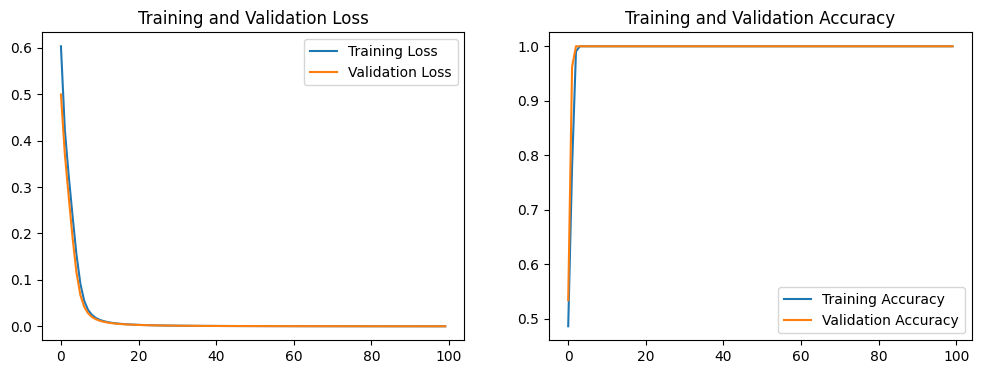 Training and Validation Loss
0.6
0.5
0.4
0.3
0.2
0.1
0.0
0 20 40 60 80 100
Training Loss
Validation Loss
Training and Validation Accuracy
1.0
0.9
0.8
0.7
0.6
0.5
0 20 40 60 80 100
Training Accuracy
Validation Accuracy